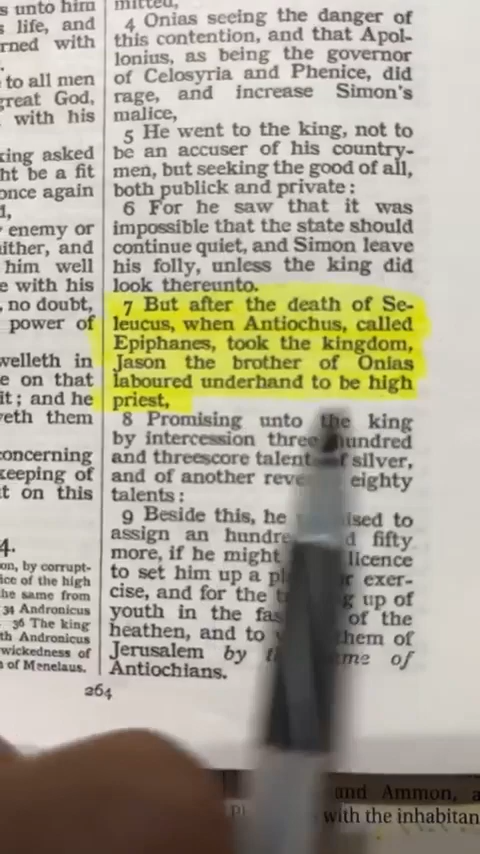 s unto him
s life, and
rned with
to all men
great God,
with his
king asked
ht be a fit
once again
enemy or
ither, and
him well
e with his
no doubt,
power of
welleth in
e on that
it; and he
yeth them
concerning
keeping of
t on this
4.
on, by corrupt-
ice of the high
he same from
34 Andronicus
36 The king
th Andronicus
wickedness of
of Menelaus.
mitted,
4 Onias seeing the danger of
this contention, and that Apol-
lonius, as being the governor
of Celosyria and Phenice, did
rage, and increase Simon's
malice,
5 He went to the king, not to
be an accuser of his country-
men, but seeking the good of all,
both publick and private:
6 For he saw that it was
impossible that the state should
continue quiet, and Simon leave
his folly, unless the king did
look thereunto.
7 But after the death of Se-
leucus, when Antiochus, called
Epiphanes, took the kingdom,
Jason the brother of Onias
laboured underhand to be high
priest,
8 Promising unto the king
by intercession three hundred
and threescore talents of silver,
and of another eighty
talents:
9 Beside this, he
assign an fifty
more, if he might licence
to set him up a exer-
cise, and for the up of
youth in the of the
heathen, and to them of
Jerusalem by of
Antiochians.
264
and Ammon, a
with the inhabitan